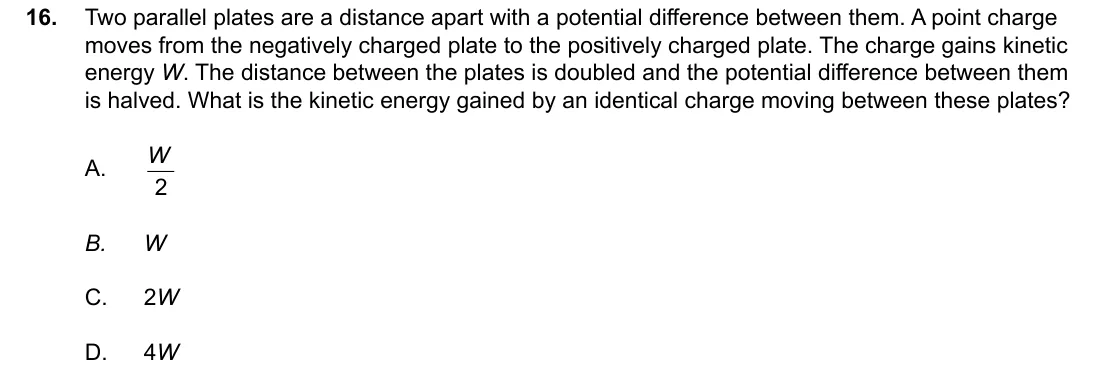 16. Two parallel plates are a distance apart with a potential difference between them. A point charge
moves from the negatively charged plate to the positively charged plate. The charge gains kinetic
energy W. The distance between the plates is doubled and the potential difference between them
is halved. What is the kinetic energy gained by an identical charge moving between these plates?
A. W
2
B. W
C. 2W
D. 4W